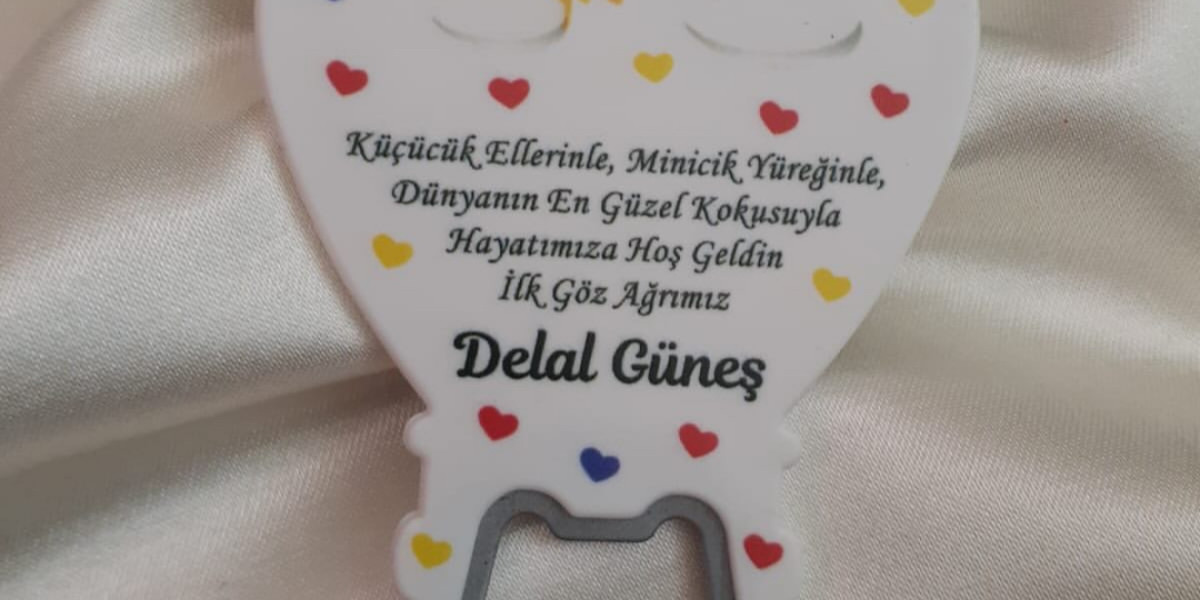 Küçücük Ellerinle, Minicik Yüreğinle,
Dünyanın En Güzel Kokusuyla
Hayatımıza Hoş Geldin
İlk Göz Ağrımız
Delal Güneş